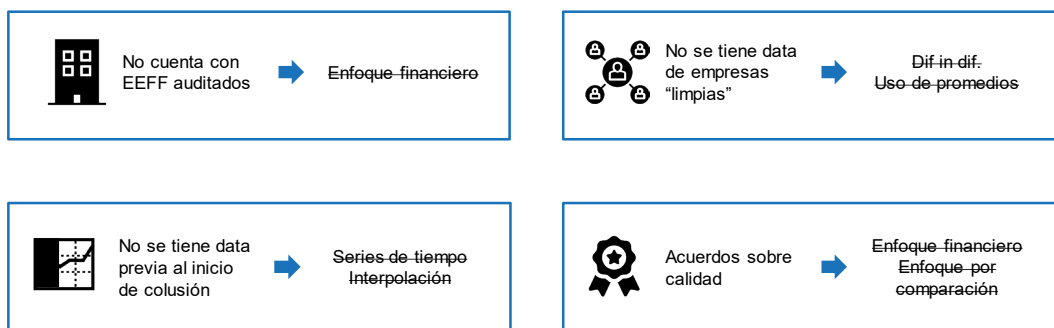 No cuenta con
EEFF auditados
Enfoque financiero
No se tiene data
de empresas
“limpias”
Dif in dif.
Uso de promedios
No se tiene data
previa al inicio
de colusión
Series de tiempo
Interpolación
Acuerdos sobre
calidad
Enfoque financiero
Enfoque por
comparación